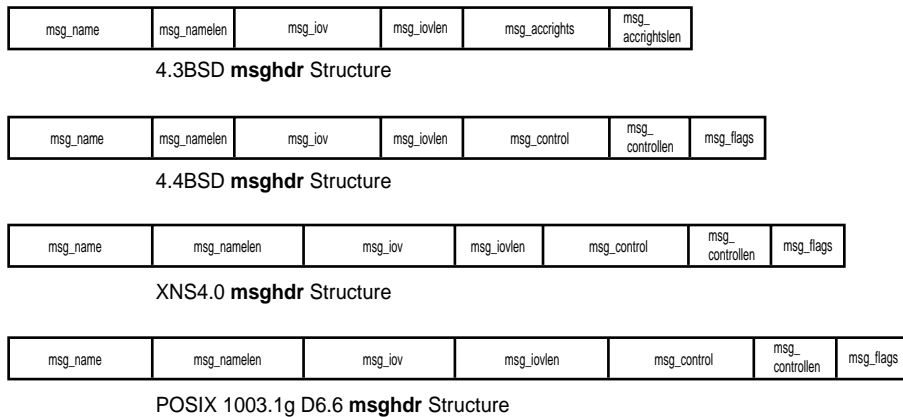 msg_name msg_namelen msg_iov msg_iovlen msg_accrights msg_
accrightslen
4.3BSD msghdr Structure
msg_name msg_namelen msg_iov msg_iovlen msg_control msg_
controllen msg_flags
4.4BSD msghdr Structure
msg_name msg_namelen msg_iov msg_iovlen msg_control msg_
controllen msg_flags
XNS4.0 msghdr Structure
msg_name msg_namelen msg_iov msg_iovlen msg_control msg_
controllen msg_flags
POSIX 1003.1g D6.6 msghdr Structure